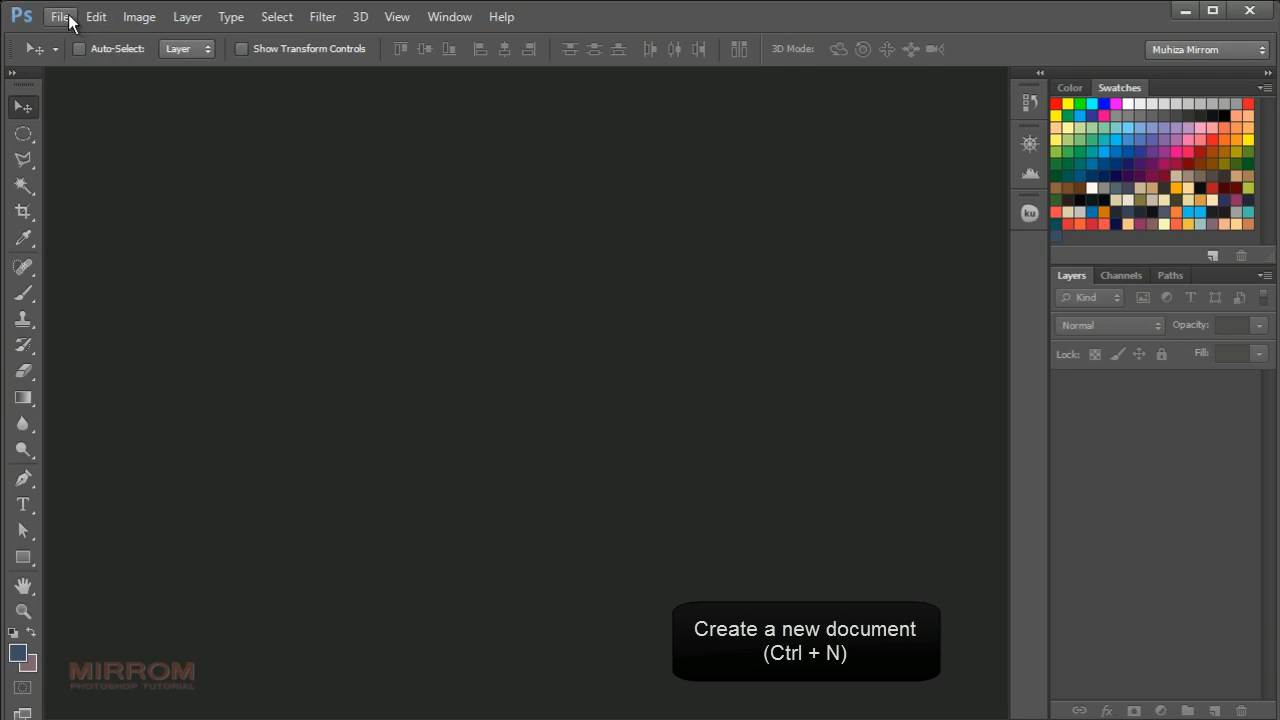 Ps File Edit Image Layer Type Select Filter 3D View Window Help
Auto-Select: Layer Show Transform Controls 3D Mode: Muhiza Mirrom
Color Swatches
ku
Layers Channels Paths
Kind
Normal Opacity:
Lock: Fill:
T
Create a new document
(Ctrl + N)
MIRROM
PHOTOSHOP TUTORIAL
fx